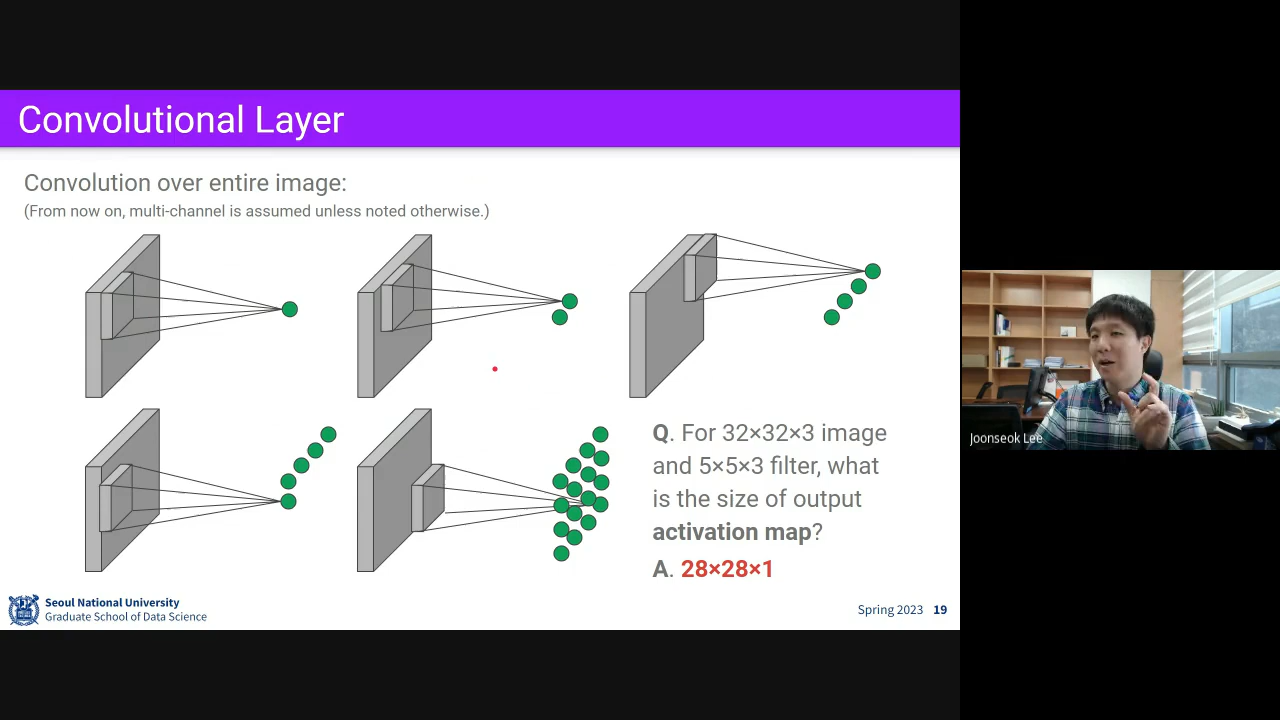 Convolutional Layer
Convolution over entire image:
(From now on, multi-channel is assumed unless noted otherwise.)
Q. For 32×32×3 image
and 5×5×3 filter, what
is the size of output
activation map?
A. 28×28×1
Seoul National University
Graduate School of Data Science
Spring 2023 19
Joonseok Lee